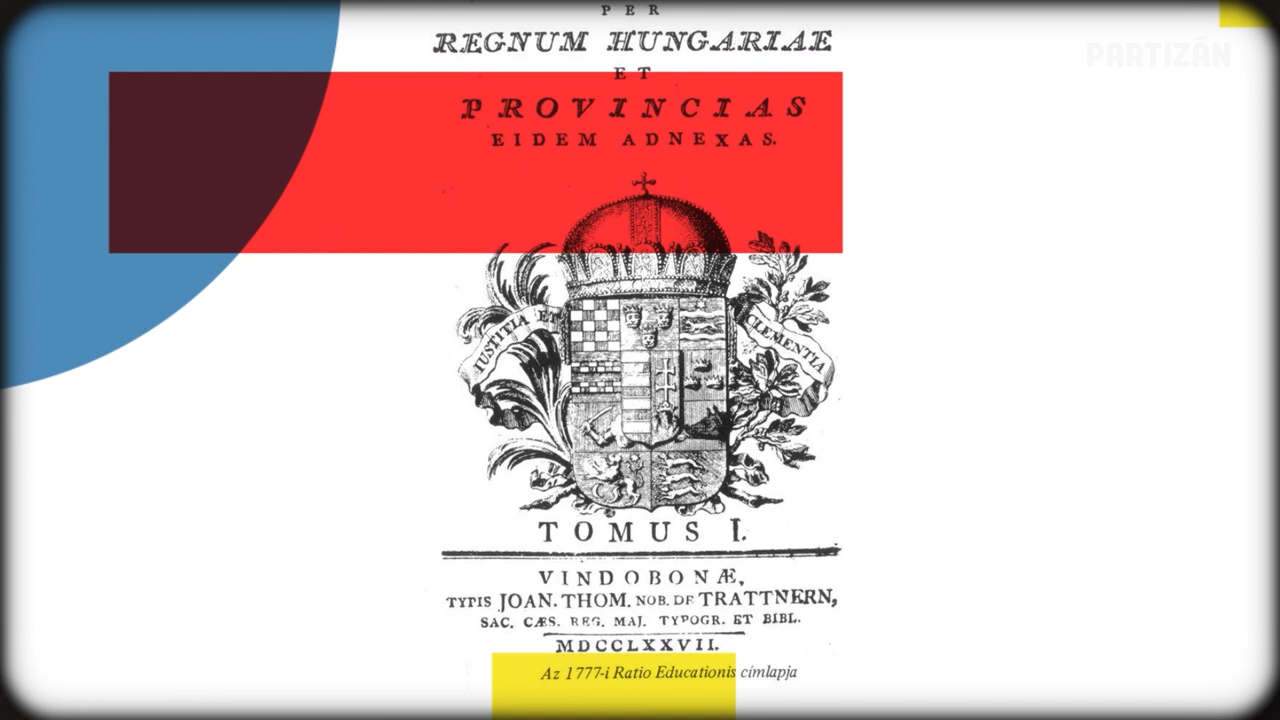 PER
REGNUM HUNGARIAE
ET
PROVINCIAS
EIDEM ADNEXAS.
PARTIZÁN
IUSTITIA ET
CLEMENTIA
TOMUS I.
VINDOBONÆ,
TYPIS JOAN. THOM. NOB. DE TRATTNERN,
SAC. CÆS. REG. MAJ. TYPOGR. ET BIBL.
MDCCLXXVII.
Az 1777-i Ratio Educationis címlapja